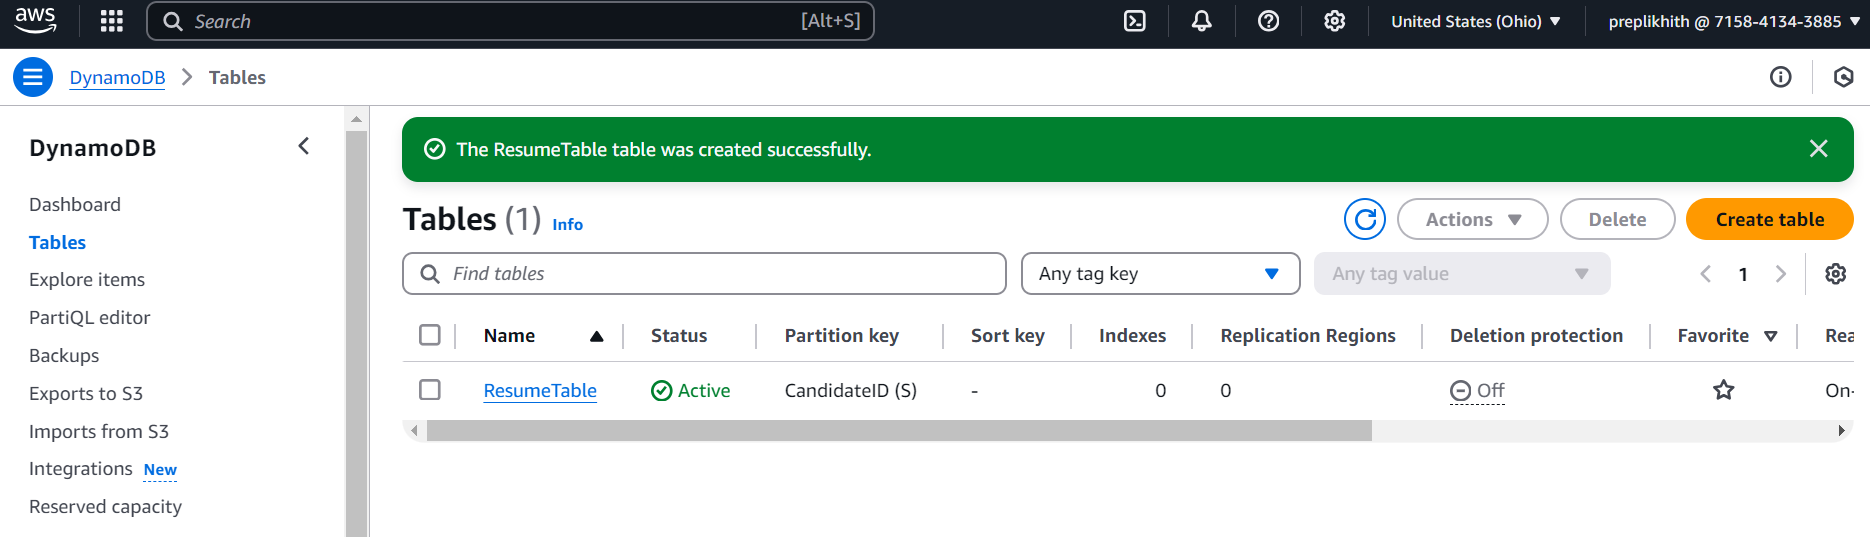 aws Search [Alt+S] United States (Ohio) preplikhith @ 7158-4134-3885
DynamoDB Tables
DynamoDB
Dashboard
Tables
Explore items
PartiQL editor
Backups
Exports to S3
Imports from S3
Integrations New
Reserved capacity
The ResumeTable table was created successfully.
Tables (1) Info Actions Delete Create table
Find tables Any tag key Any tag value 1
Name Status Partition key Sort key Indexes Replication Regions Deletion protection Favorite Rea
ResumeTable Active CandidateID (S) - 0 0 Off On-